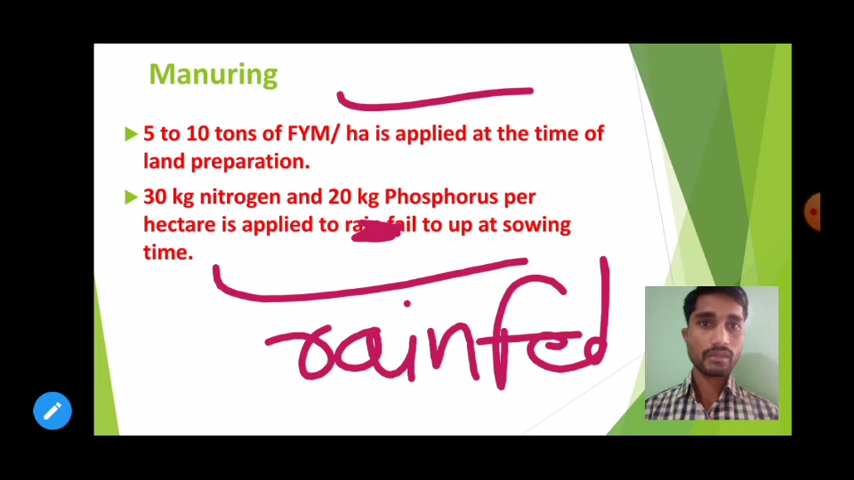 Manuring
5 to 10 tons of FYM/ ha is applied at the time of
land preparation.
30 kg nitrogen and 20 kg Phosphorus per
hectare is applied to rain fail to up at sowing
time.
rainfed